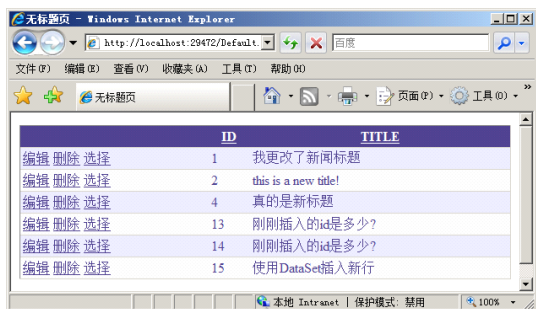 无标题页 - Windows Internet Explorer
http://localhost:29472/Default. 百度
文件(F) 编辑(E) 查看(V) 收藏夹(A) 工具(T) 帮助(H)
无标题页 页面(P) 工具(O) »
ID TITLE
编辑 删除 选择 1 我更改了新闻标题
编辑 删除 选择 2 this is a new title!
编辑 删除 选择 4 真的是新标题
编辑 删除 选择 13 刚刚插入的id是多少?
编辑 删除 选择 14 刚刚插入的id是多少?
编辑 删除 选择 15 使用DataSet插入新行
本地 Intranet | 保护模式: 禁用 100%